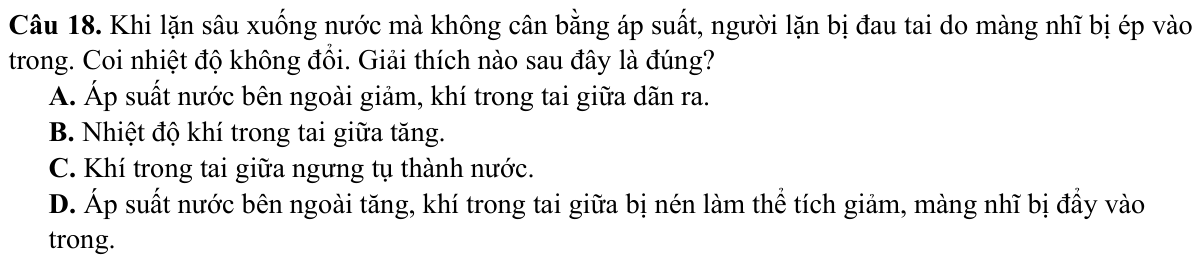 Câu 18. Khi lặn sâu xuống nước mà không cân bằng áp suất, người lặn bị đau tai do màng nhĩ bị ép vào
trong. Coi nhiệt độ không đổi. Giải thích nào sau đây là đúng?
A. Áp suất nước bên ngoài giảm, khí trong tai giữa dãn ra.
B. Nhiệt độ khí trong tai giữa tăng.
C. Khí trong tai giữa ngưng tụ thành nước.
D. Áp suất nước bên ngoài tăng, khí trong tai giữa bị nén làm thể tích giảm, màng nhĩ bị đẩy vào
trong.